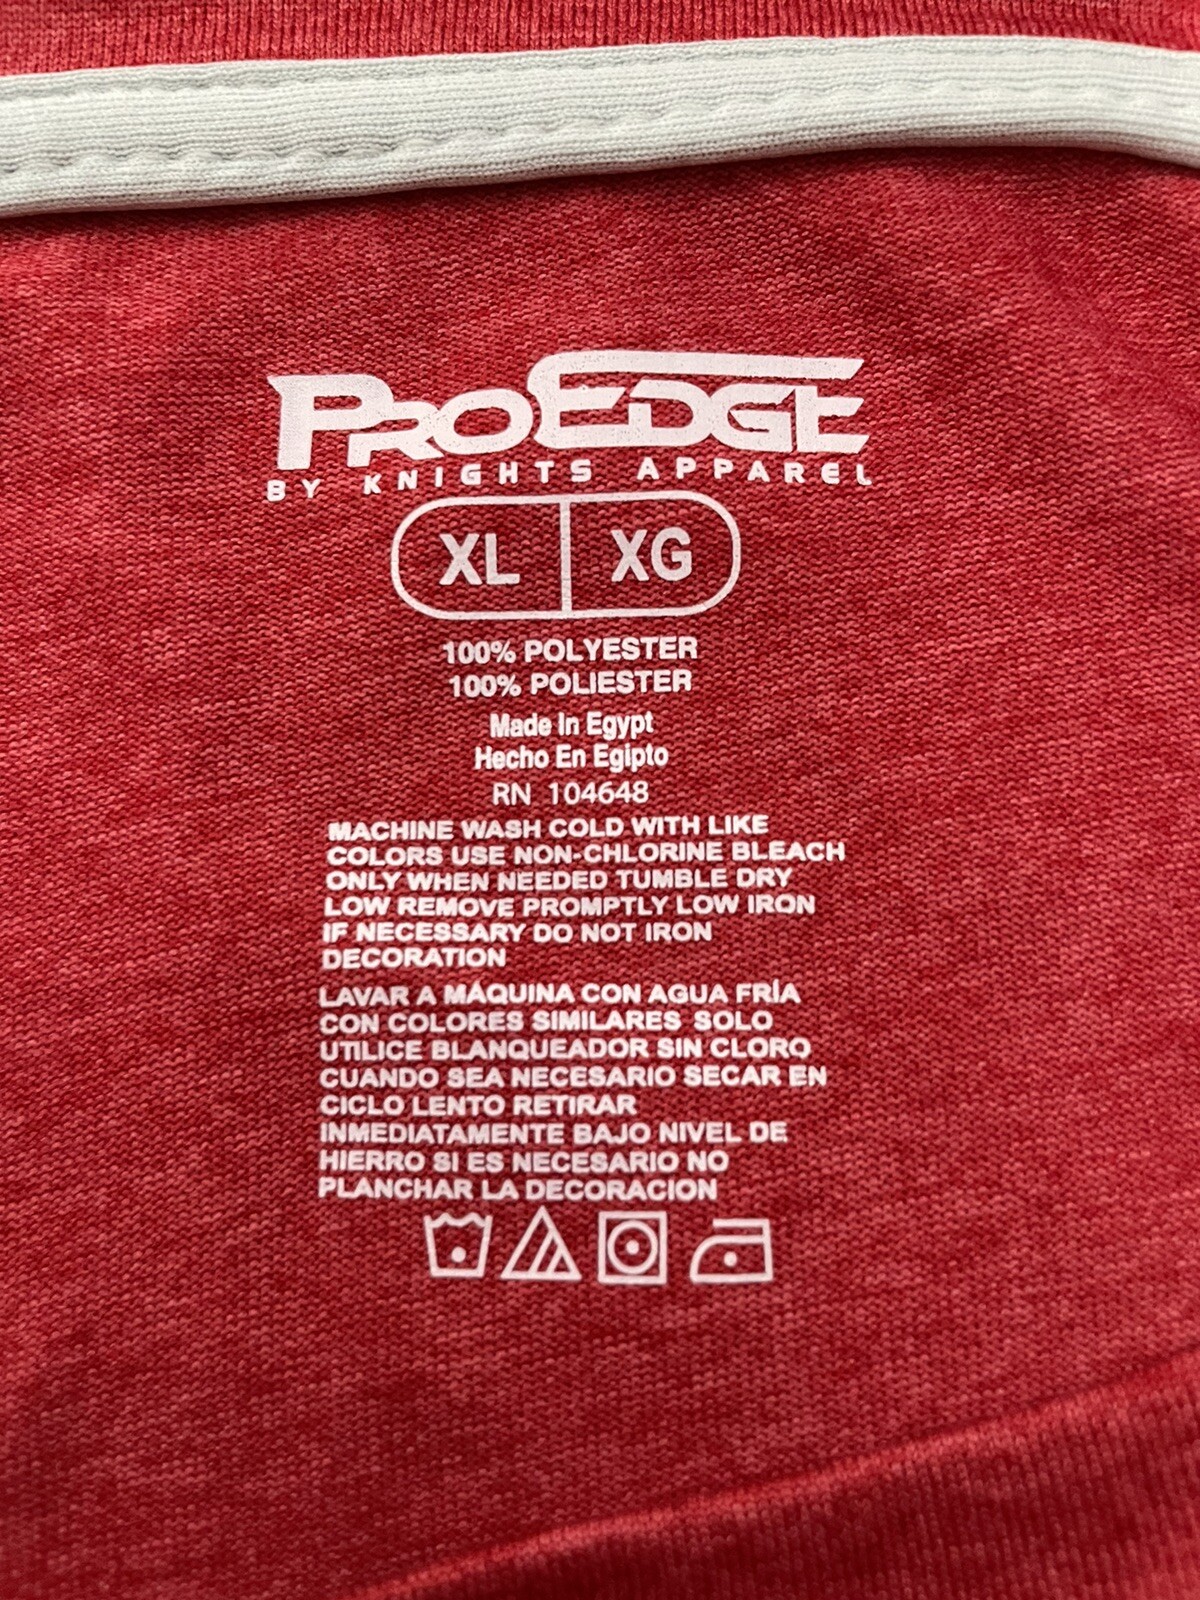 PROEDGE
BY KNIGHTS APPAREL
XL XG
100% POLYESTER
100% POLIESTER
Made In Egypt
Hecho En Egipto
RN 104648
MACHINE WASH COLD WITH LIKE
COLORS USE NON-CHLORINE BLEACH
ONLY WHEN NEEDED TUMBLE DRY
LOW REMOVE PROMPTLY LOW IRON
IF NECESSARY DO NOT IRON
DECORATION
LAVAR A MÁQUINA CON AGUA FRÍA
CON COLORES SIMILARES SOLO
UTILICE BLANQUEADOR SIN CLORO
CUANDO SEA NECESARIO SECAR EN
CICLO LENTO RETIRAR
INMEDIATAMENTE BAJO NIVEL DE
HIERRO SI ES NECESARIO NO
PLANCHAR LA DECORACION